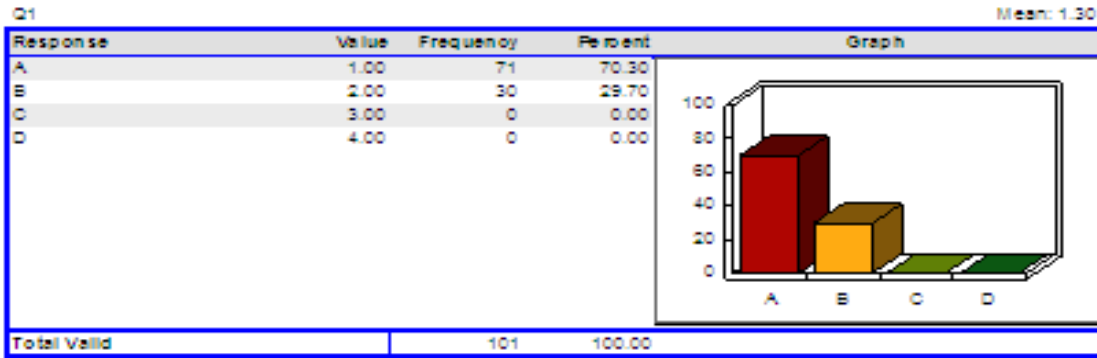 Q1 Mean: 1.30
Response Value Frequency Percent Graph
A 1.00 71 70.30
B 2.00 30 29.70
C 3.00 0 0.00
D 4.00 0 0.00
100
80
60
40
20
0
A B C D
Total Valid 101 100.00